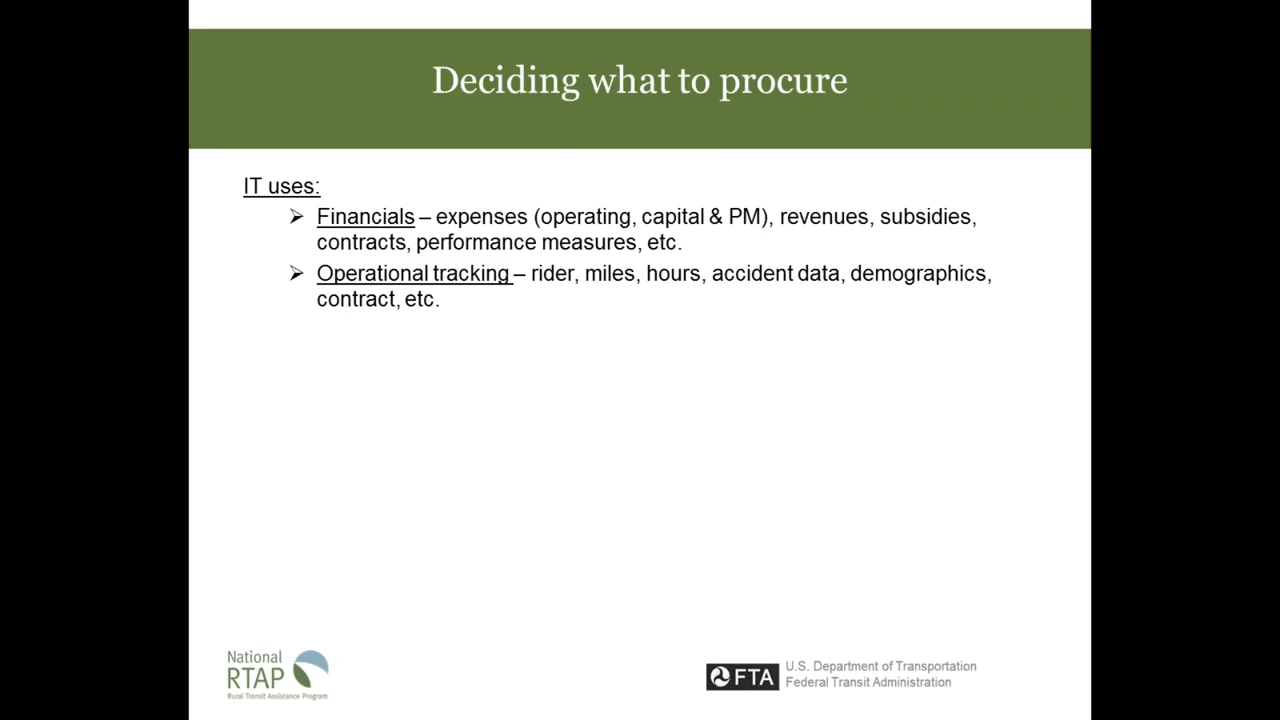 Deciding what to procure
IT uses:
➢ Financials – expenses (operating, capital & PM), revenues, subsidies,
contracts, performance measures, etc.
➢ Operational tracking – rider, miles, hours, accident data, demographics,
contract, etc.
National
RTAP
Rural Transit Assistance Program
FTA
U.S. Department of Transportation
Federal Transit Administration